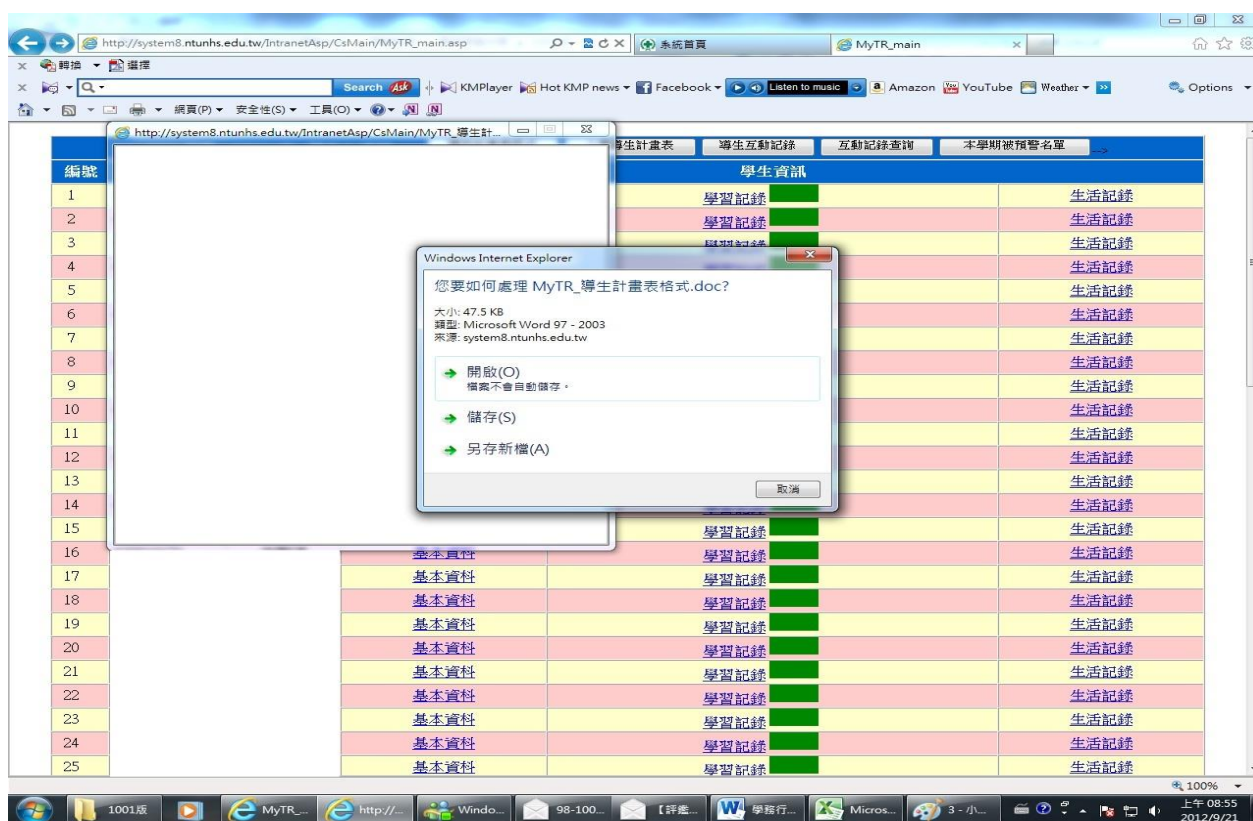 http://system8.ntunhs.edu.tw/IntranetAsp/CsMain/MyTR_main.asp
系統首頁
MyTR_main
轉換
選擇
Search Ask
KMPlayer
Hot KMP news
Facebook
Listen to music
Amazon
YouTube
Weather
Options
網頁(P)
安全性(S)
工具(O)
http://system8.ntunhs.edu.tw/IntranetAsp/CsMain/MyTR_導生計...
導生計畫表
導生互動記錄
互動記錄查詢
本學期被預警名單
-->
編號
學生資訊
1 學習記錄 生活記錄
2 學習記錄 生活記錄
3 學習記錄 生活記錄
4 生活記錄
5 生活記錄
6 生活記錄
7 生活記錄
8 生活記錄
9 生活記錄
10 生活記錄
11 生活記錄
12 生活記錄
13 生活記錄
14 學習記錄 生活記錄
15 學習記錄 生活記錄
16 基本資料 學習記錄 生活記錄
17 基本資料 學習記錄 生活記錄
18 基本資料 學習記錄 生活記錄
19 基本資料 學習記錄 生活記錄
20 基本資料 學習記錄 生活記錄
21 基本資料 學習記錄 生活記錄
22 基本資料 學習記錄 生活記錄
23 基本資料 學習記錄 生活記錄
24 基本資料 學習記錄 生活記錄
25 基本資料 學習記錄 生活記錄
Windows Internet Explorer
您要如何處理 MyTR_導生計畫表格式.doc?
大小: 47.5 KB
類型: Microsoft Word 97 - 2003
來源: system8.ntunhs.edu.tw
開啟(O)
檔案不會自動儲存。
儲存(S)
另存新檔(A)
取消
100%
1001版
MyTR_...
http://...
Windo...
98-100...
【評鑑...
學務行...
Micros...
3 - 小...
上午 08:55
2012/9/21